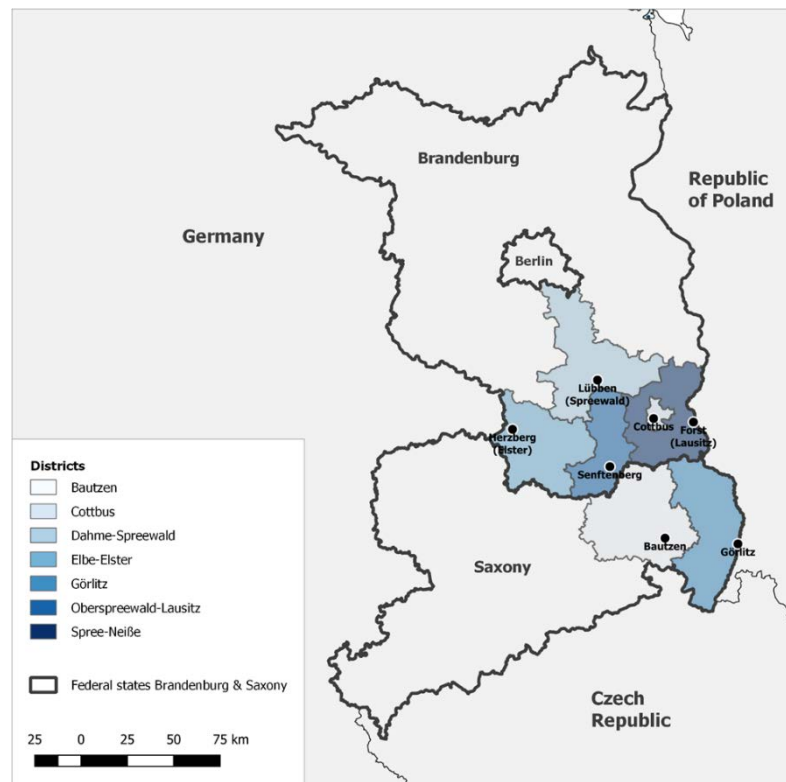 Brandenburg
Republic
of Poland
Germany
Berlin
Lübben
(Spreewald)
Cottbus
Forst
(Lausitz)
Herzberg
(Elster)
Senftenberg
Bautzen
Görlitz
Saxony
Czech
Republic
Districts
Bautzen
Cottbus
Dahme-Spreewald
Elbe-Elster
Görlitz
Oberspreewald-Lausitz
Spree-Neiße
Federal states Brandenburg & Saxony
25 0 25 50 75 km